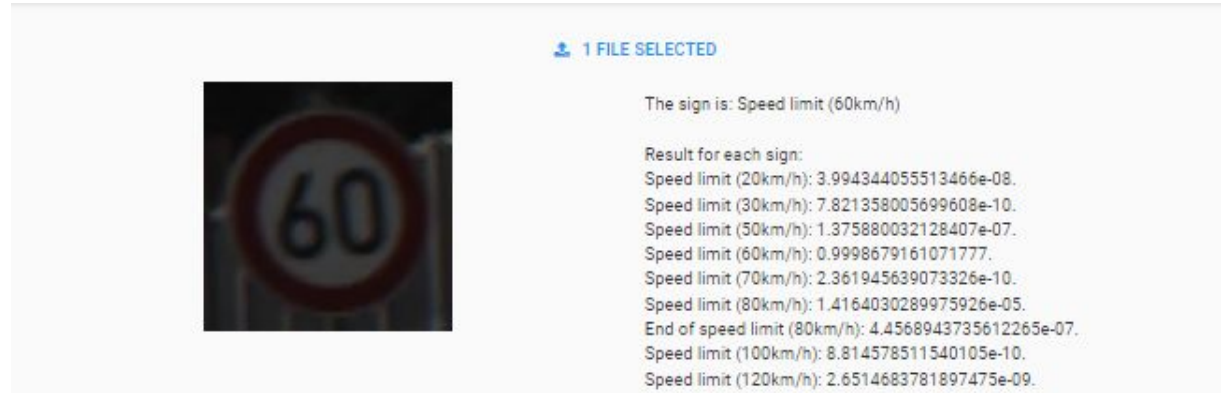 1 FILE SELECTED
60
The sign is: Speed limit (60km/h)
Result for each sign:
Speed limit (20km/h): 3.994344055513466e-08.
Speed limit (30km/h): 7.821358005699608e-10.
Speed limit (50km/h): 1.375880032128407e-07.
Speed limit (60km/h): 0.9998679161071777.
Speed limit (70km/h): 2.361945639073326e-10.
Speed limit (80km/h): 1.4164030289975926e-05.
End of speed limit (80km/h): 4.4568943735612265e-07.
Speed limit (100km/h): 8.814578511540105e-10.
Speed limit (120km/h): 2.6514683781897475e-09.